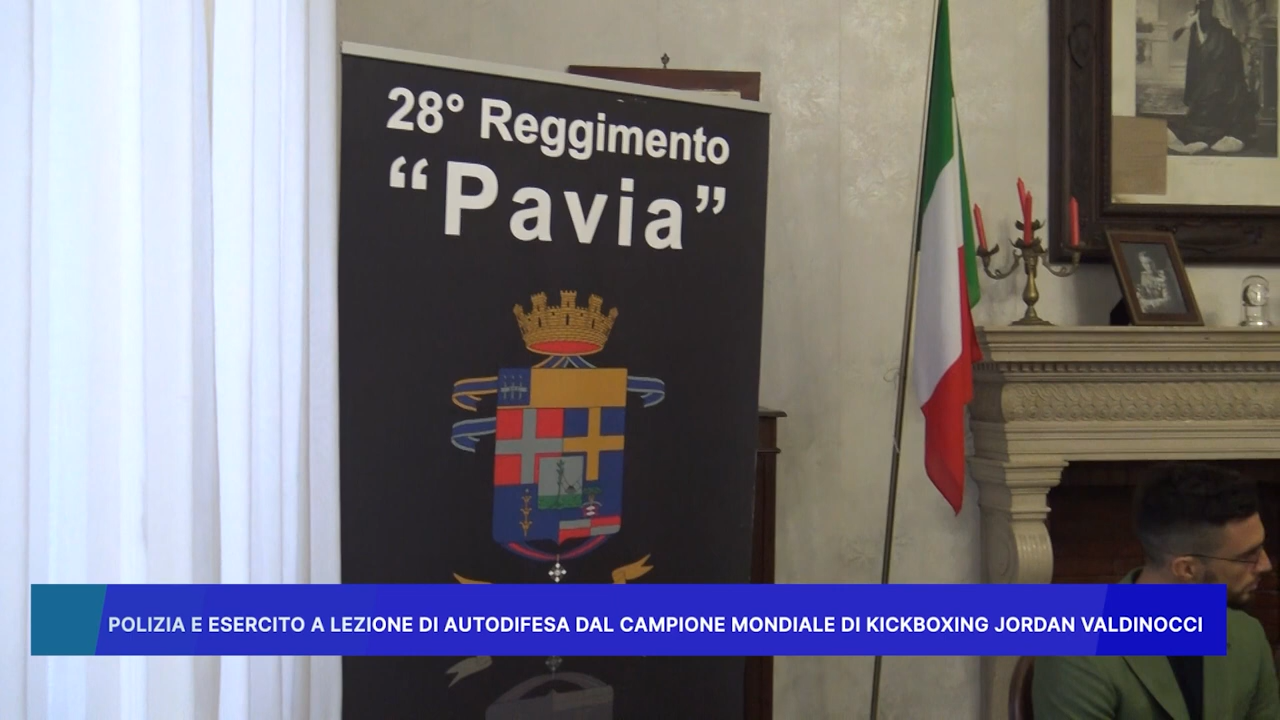 28° Reggimento
“Pavia”
POLIZIA E ESERCITO A LEZIONE DI AUTODIFESA DAL CAMPIONE MONDIALE DI KICKBOXING JORDAN VALDINOCCI